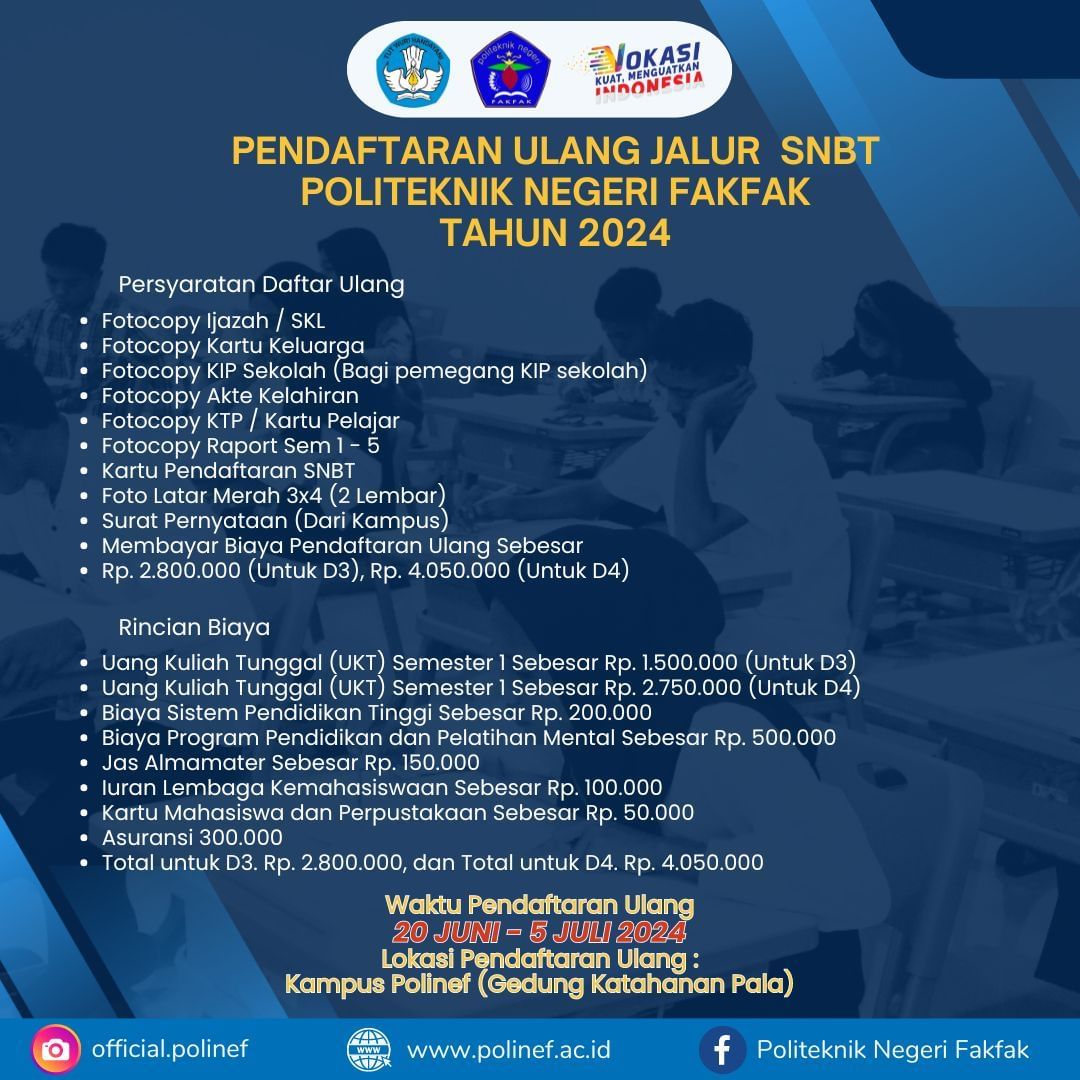 TUT WURI HANDAYANI
politeknik negeri
FAKFAK
VOKASI
KUAT, MENGUATKAN
INDONESIA
PENDAFTARAN ULANG JALUR SNBT
POLITEKNIK NEGERI FAKFAK
TAHUN 2024
Persyaratan Daftar Ulang
• Fotocopy Ijazah / SKL
• Fotocopy Kartu Keluarga
• Fotocopy KIP Sekolah (Bagi pemegang KIP sekolah)
• Fotocopy Akte Kelahiran
• Fotocopy KTP / Kartu Pelajar
• Fotocopy Raport Sem 1 - 5
• Kartu Pendaftaran SNBT
• Foto Latar Merah 3x4 (2 Lembar)
• Surat Pernyataan (Dari Kampus)
• Membayar Biaya Pendaftaran Ulang Sebesar
• Rp. 2.800.000 (Untuk D3), Rp. 4.050.000 (Untuk D4)
Rincian Biaya
• Uang Kuliah Tunggal (UKT) Semester 1 Sebesar Rp. 1.500.000 (Untuk D3)
• Uang Kuliah Tunggal (UKT) Semester 1 Sebesar Rp. 2.750.000 (Untuk D4)
• Biaya Sistem Pendidikan Tinggi Sebesar Rp. 200.000
• Biaya Program Pendidikan dan Pelatihan Mental Sebesar Rp. 500.000
• Jas Almamater Sebesar Rp. 150.000
• Iuran Lembaga Kemahasiswaan Sebesar Rp. 100.000
• Kartu Mahasiswa dan Perpustakaan Sebesar Rp. 50.000
• Asuransi 300.000
• Total untuk D3. Rp. 2.800.000, dan Total untuk D4. Rp. 4.050.000
Waktu Pendaftaran Ulang
20 JUNI - 5 JULI 2024
Lokasi Pendaftaran Ulang :
Kampus Polinef (Gedung Katahanan Pala)
official.polinef
www
www.polinef.ac.id
Politeknik Negeri Fakfak